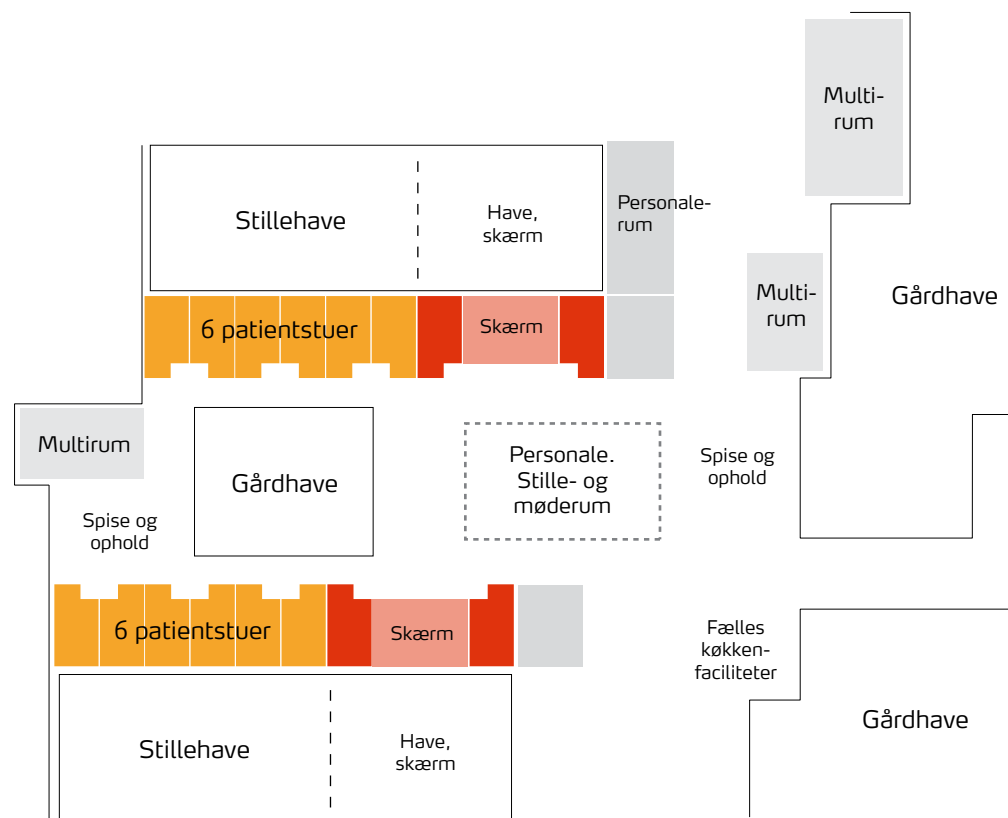 Multi-
rum
Stillehave
Have,
skærm
Personale-
rum
Multi-
rum
Gårdhave
6 patientstuer
Skærm
Multirum
Gårdhave
Personale.
Stille- og
møderum
Spise og
ophold
Spise og
ophold
6 patientstuer
Skærm
Fælles
køkken-
faciliteter
Gårdhave
Stillehave
Have,
skærm